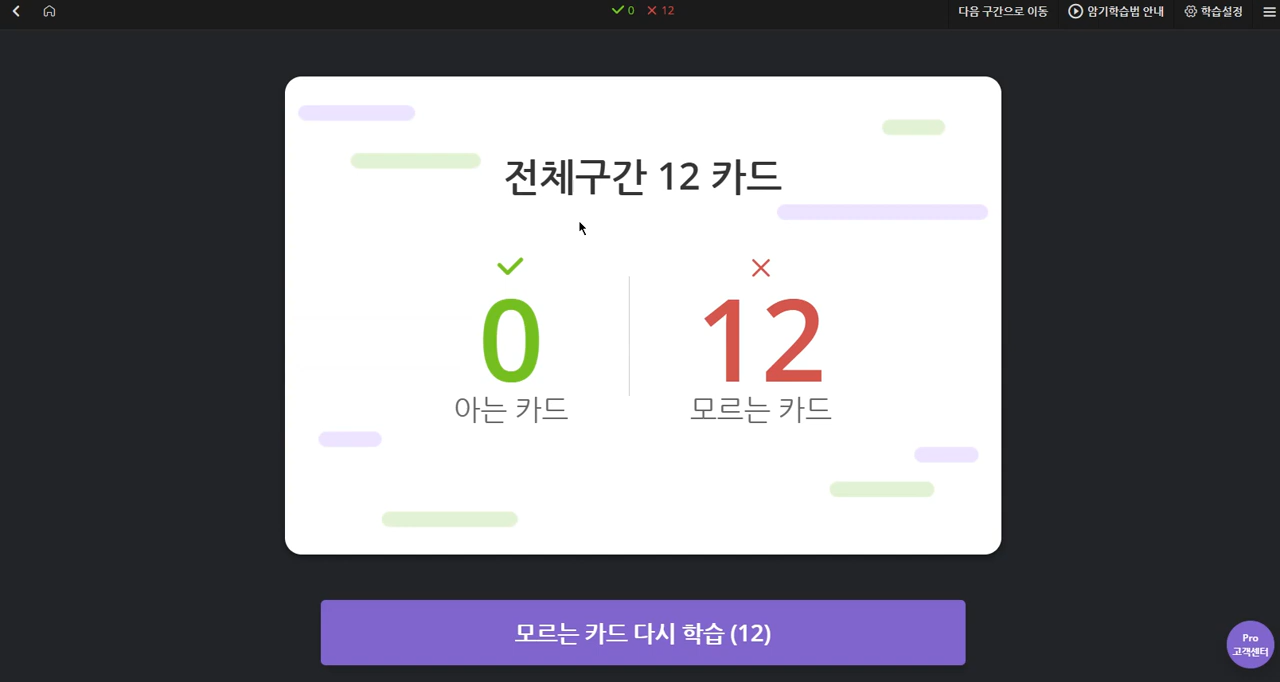 0 12 다음 구간으로 이동 암기학습법 안내 학습설정
전체구간 12 카드
0 12
아는 카드 모르는 카드
모르는 카드 다시 학습 (12)
Pro
고객센터